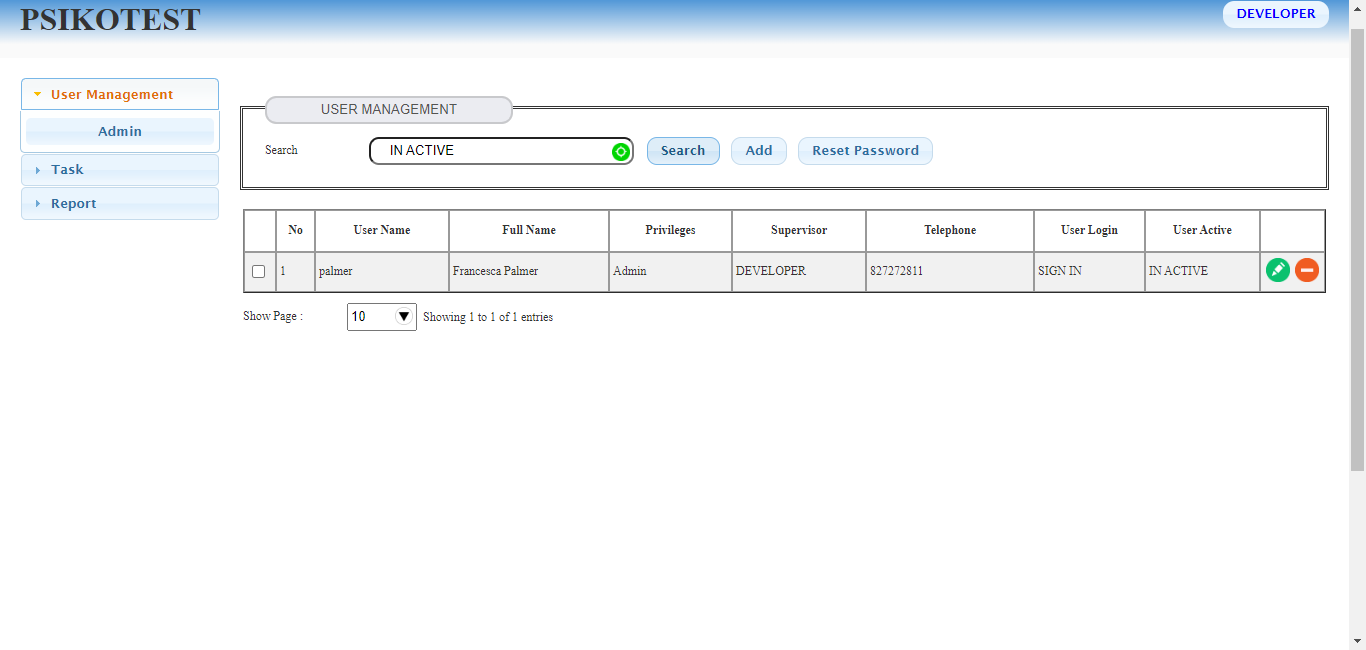 PSIKOTEST
DEVELOPER
User Management
Admin
Task
Report
USER MANAGEMENT
Search IN ACTIVE Search Add Reset Password
No User Name Full Name Privileges Supervisor Telephone User Login User Active
1 palmer Francesca Palmer Admin DEVELOPER 827272811 SIGN IN IN ACTIVE
Show Page : 10 Showing 1 to 1 of 1 entries